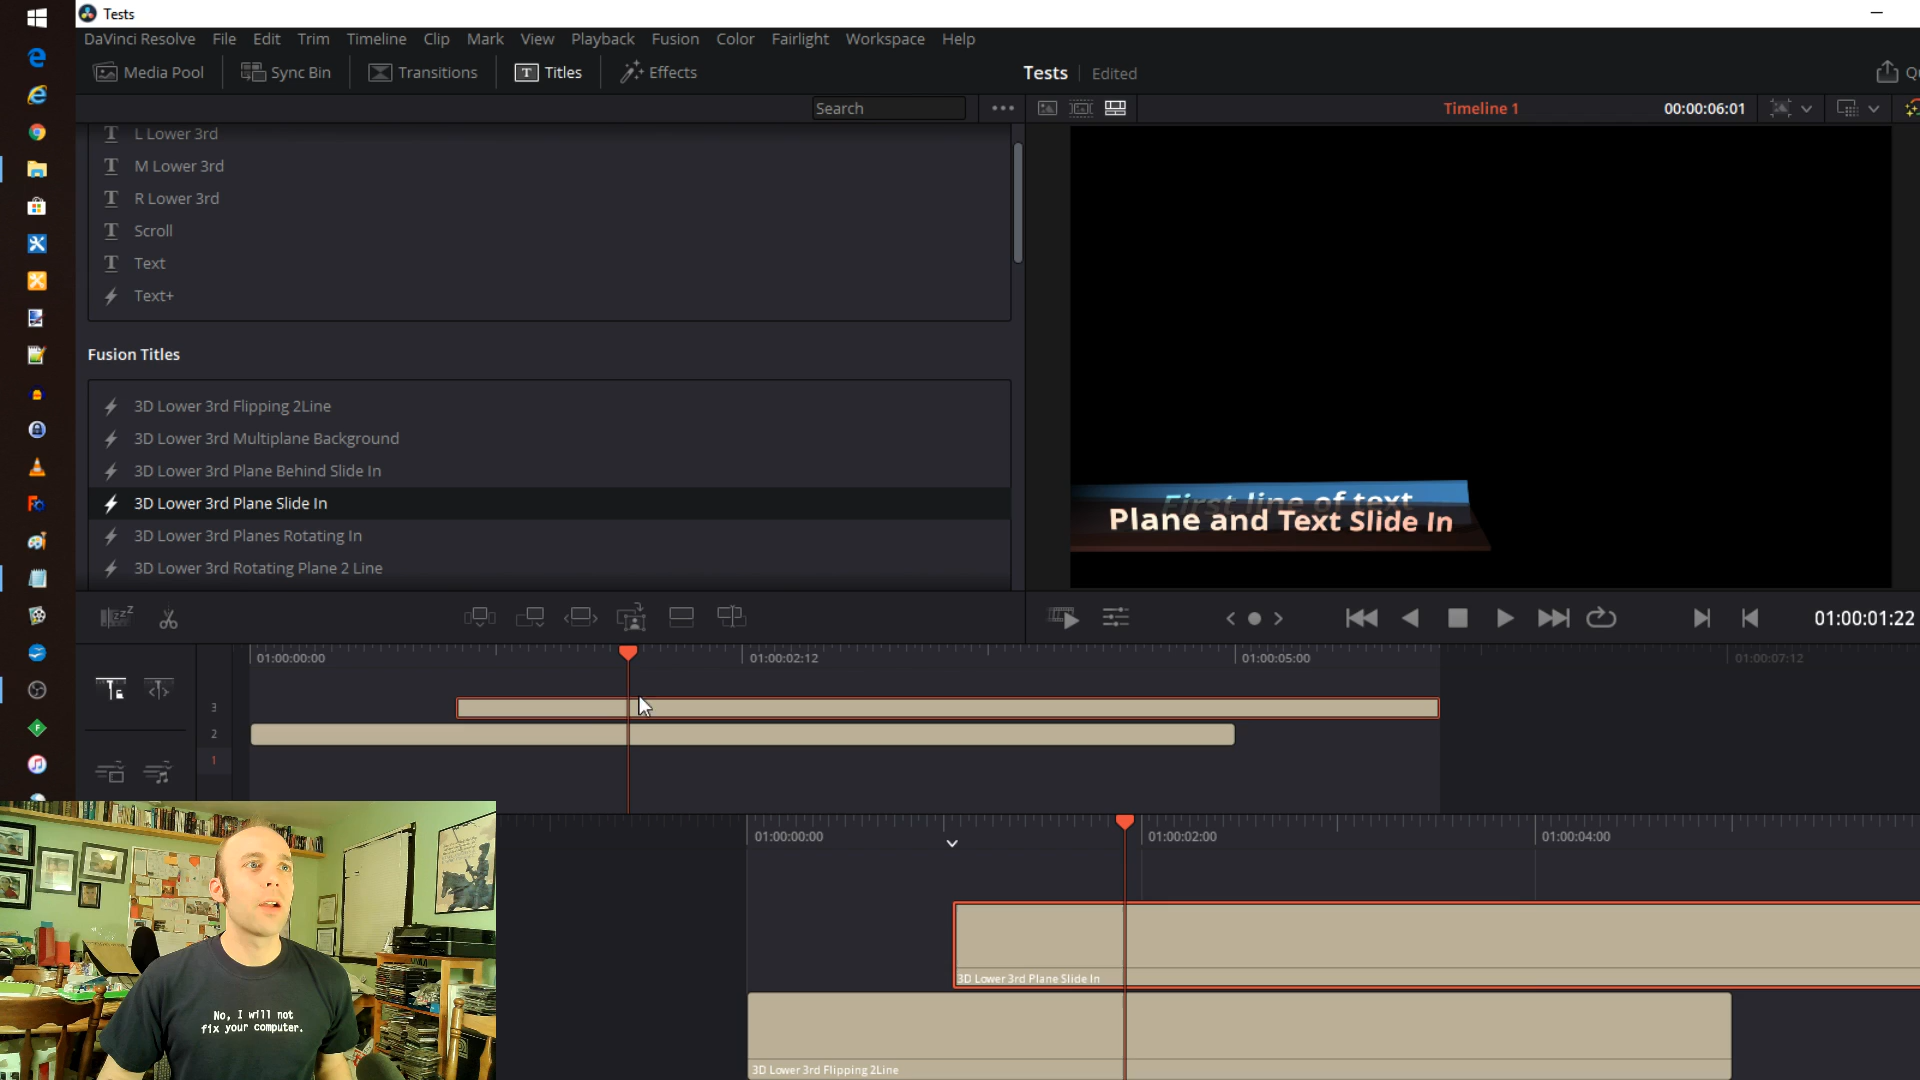 Tests
DaVinci Resolve File Edit Trim Timeline Clip Mark View Playback Fusion Color Fairlight Workspace Help
Media Pool Sync Bin Transitions T Titles Effects
Tests Edited
Search
Timeline 1 00:00:06:01
L Lower 3rd
M Lower 3rd
R Lower 3rd
Scroll
Text
Text+
Fusion Titles
3D Lower 3rd Flipping 2Line
3D Lower 3rd Multiplane Background
3D Lower 3rd Plane Behind Slide In
3D Lower 3rd Plane Slide In
3D Lower 3rd Planes Rotating In
3D Lower 3rd Rotating Plane 2 Line
First line of text
Plane and Text Slide In
01:00:01:22
01:00:00:00 01:00:02:12 01:00:05:00 01:00:07:12
3
2
1
01:00:00:00 01:00:02:00 01:00:04:00
3D Lower 3rd Plane Slide In
3D Lower 3rd Flipping 2Line
No, I will not
fix your computer.